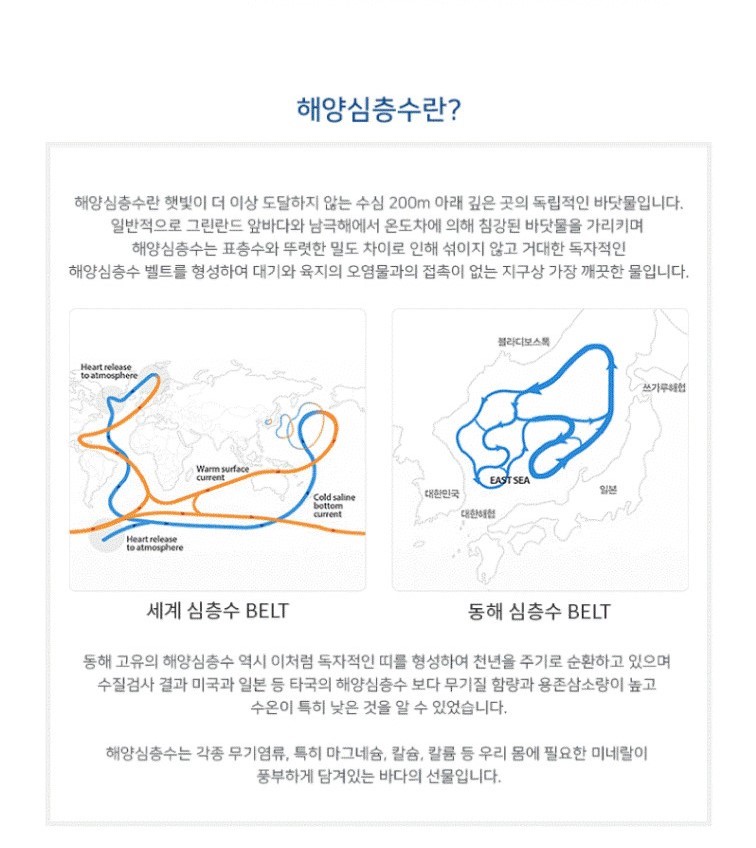 해양심층수란?
해양심층수란 햇빛이 더 이상 도달하지 않는 수심 200m 아래 깊은 곳의 독립적인 바닷물입니다.
일반적으로 그린란드 앞바다와 남극해에서 온도차에 의해 침강된 바닷물을 가리키며
해양심층수는 표층수와 뚜렷한 밀도 차이로 인해 섞이지 않고 거대한 독자적인
해양심층수 벨트를 형성하여 대기와 육지의 오염물과의 접촉이 없는 지구상 가장 깨끗한 물입니다.
Heart release
to atmosphere
Warm surface
current
Cold saline
bottom
current
Heart release
to atmosphere
블라디보스톡
쓰가루해협
EAST SEA
대한민국
일본
대한해협
세계 심층수 BELT
동해 심층수 BELT
동해 고유의 해양심층수 역시 이처럼 독자적인 띠를 형성하여 천년을 주기로 순환하고 있으며
수질검사 결과 미국과 일본 등 타국의 해양심층수 보다 무기질 함량과 용존삼소량이 높고
수온이 특히 낮은 것을 알 수 있었습니다.
해양심층수는 각종 무기염류, 특히 마그네슘, 칼슘, 칼륨 등 우리 몸에 필요한 미네랄이
풍부하게 담겨있는 바다의 선물입니다.